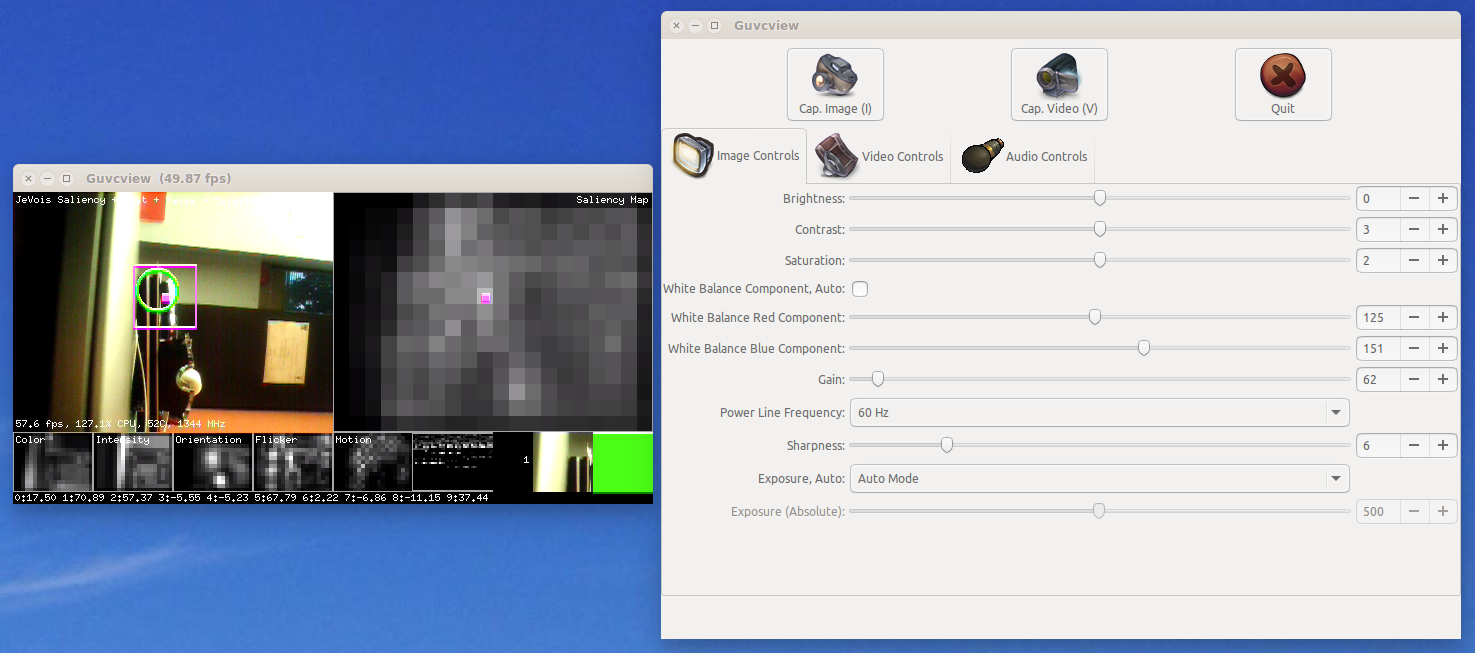 Guvcview (49.87 fps)
JeVois Saliency +
Saliency Map
57.6 fps, 127.1% CPU, 52C, 1344 MHz
Color
Intensity
Orientation
Flicker
Motion
1
0:17.50 1:70.89 2:57.37 3:-5.55 4:-5.23 5:67.79 6:2.22 7:-6.86 8:-11.15 9:37.44
Guvcview
Cap. Image (I)
Cap. Video (V)
Quit
Image Controls
Video Controls
Audio Controls
Brightness: 0
Contrast: 3
Saturation: 2
White Balance Component, Auto:
White Balance Red Component: 125
White Balance Blue Component: 151
Gain: 62
Power Line Frequency: 60 Hz
Sharpness: 6
Exposure, Auto: Auto Mode
Exposure (Absolute): 500